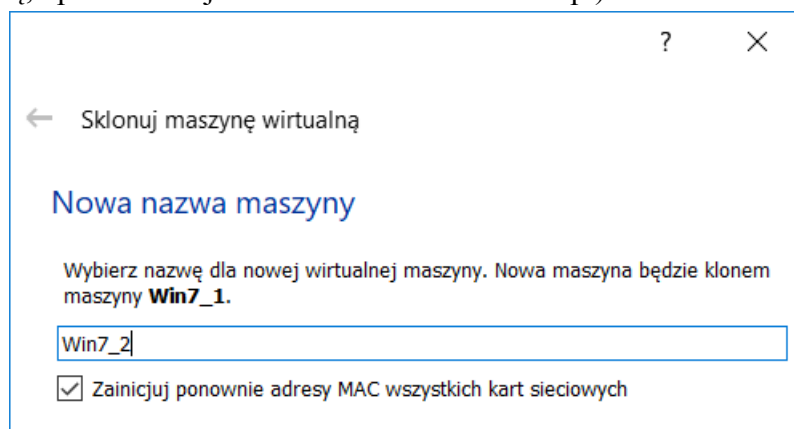 ?
Sklonuj maszynę wirtualną
Nowa nazwa maszyny
Wybierz nazwę dla nowej wirtualnej maszyny. Nowa maszyna będzie klonem
maszyny Win7_1.
Win7_2
Zainicjuj ponownie adresy MAC wszystkich kart sieciowych